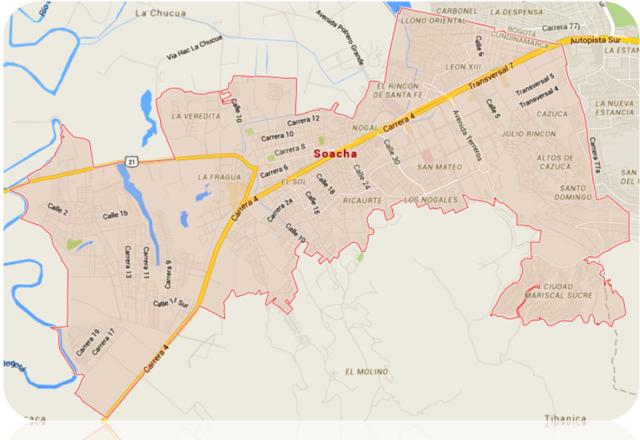 La Chucua
CARBONEL
LA DESPENSA
LLONO ORIENTAL
Carrera 77j
BOGOTÁ
CUNDINAMARCA
Autopista Sur
LA ESTAN
Avenida Potrero Grande
Via Hac La Chucua
Calle 6
LEON XIII
Transversal 7
EL RINCON
DE SANTA FE
Transversal 5
Transversal 4
LA NUEVA
ESTANCIA
LA VEREDITA
Calle 10
Carrera 12
Carrera 10
NOGAL
Carrera 4
Calle 5
CAZUCA
Avenida Terreros
JULIO RINCON
Carrera 8
Soacha
Calle 30
Carrera 77a
21
Carrera 6
SAN MATEO
ALTOS DE
CAZUCA
LA FRAGUA
EL SOL
Calle 18
Calle 24
SAN
DEL
SANTO
DOMINGO
Calle 2
Calle 1b
Carrera 4
Carrera 2a
Calle 15
RICAURTE
LOS NOGALES
Calle 10
Carrera 13
Carrera 11
Carrera 9
Calle 17 Sur
CIUDAD
MARISCAL SUCRE
Carrera 19
Carrera 17
Carrera 4
EL MOLINO
Bogotá
Tibanica